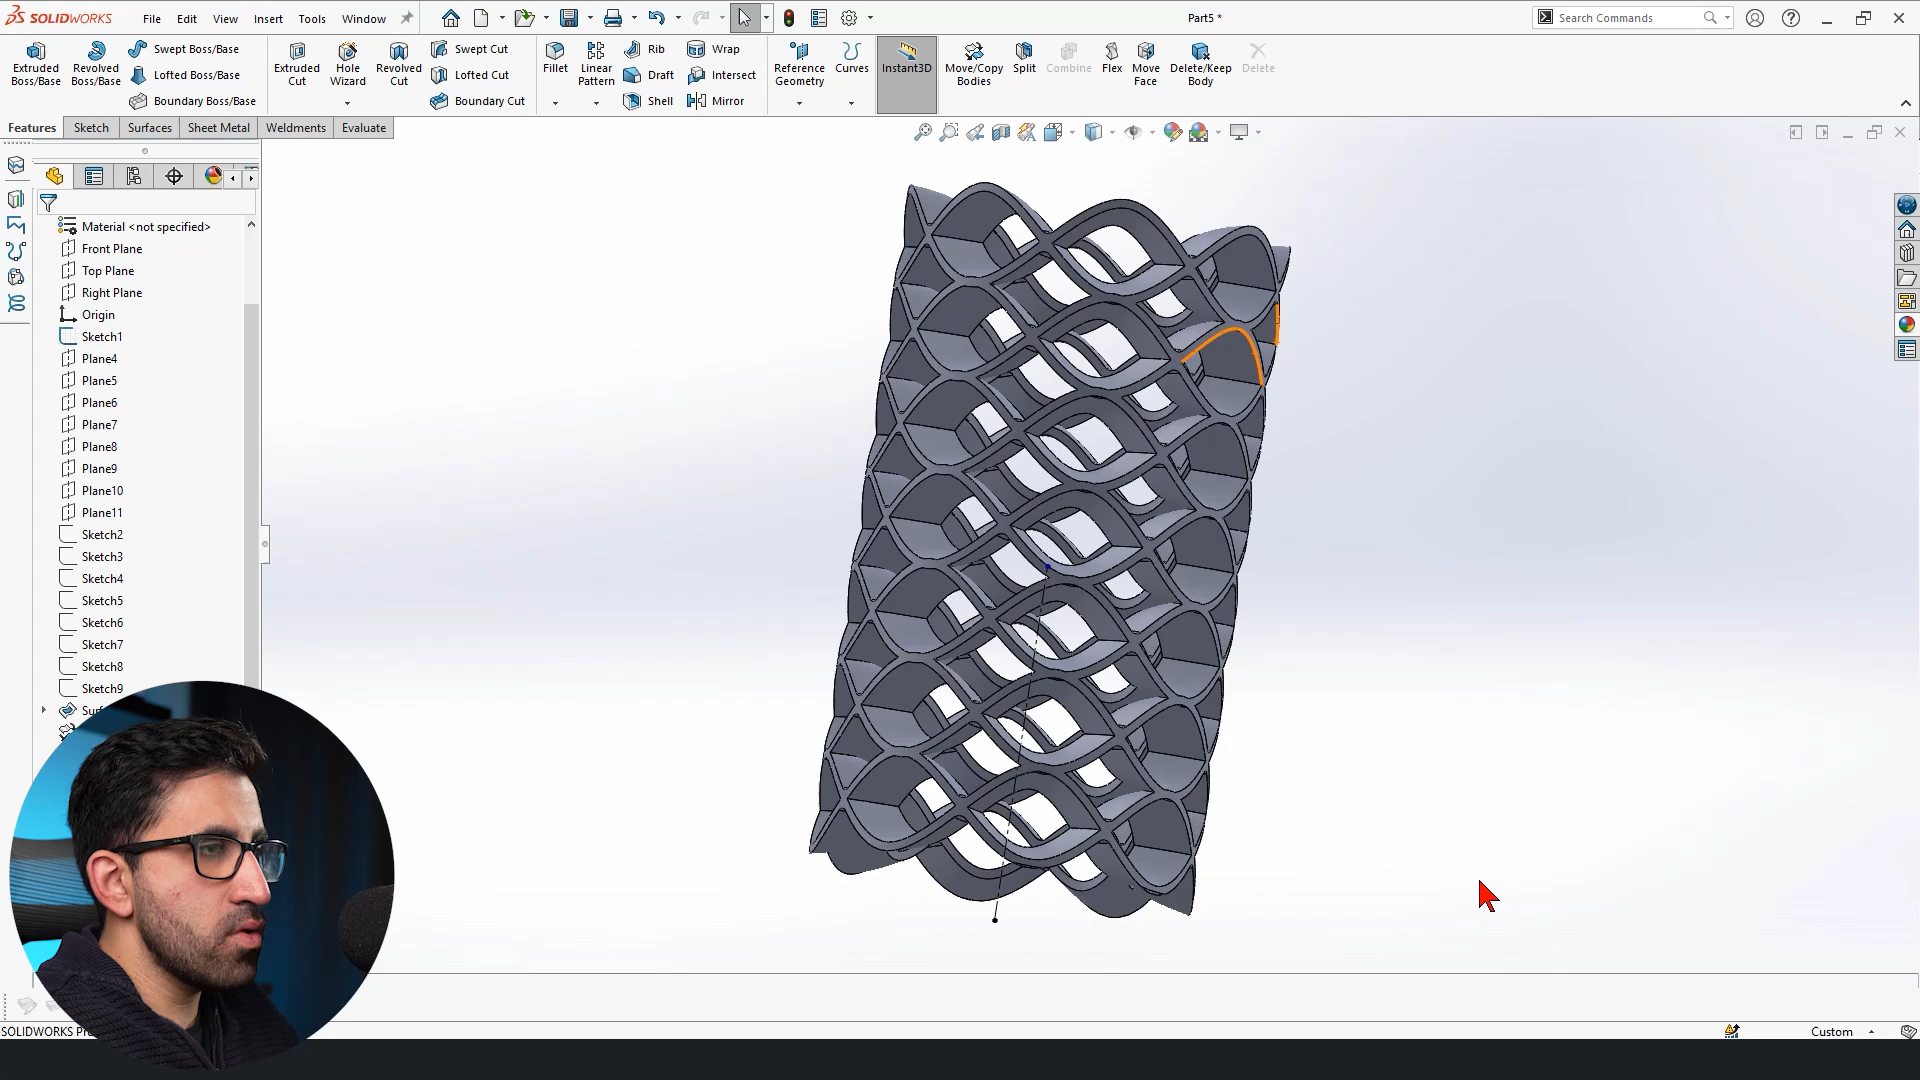 SOLIDWORKS File Edit View Insert Tools Window Part5 * Search Commands
Extruded Boss/Base
Revolved Boss/Base
Swept Boss/Base
Lofted Boss/Base
Boundary Boss/Base
Extruded Cut
Hole Wizard
Revolved Cut
Swept Cut
Lofted Cut
Boundary Cut
Fillet
Linear Pattern
Rib
Draft
Shell
Wrap
Intersect
Mirror
Reference Geometry
Curves
Instant3D
Move/Copy Bodies
Split
Combine
Flex
Move Face
Delete/Keep Body
Delete
Features Sketch Surfaces Sheet Metal Weldments Evaluate
Material <not specified>
Front Plane
Top Plane
Right Plane
Origin
Sketch1
Plane4
Plane5
Plane6
Plane7
Plane8
Plane9
Plane10
Plane11
Sketch2
Sketch3
Sketch4
Sketch5
Sketch6
Sketch7
Sketch8
Sketch9
SOLIDWORKS Custom